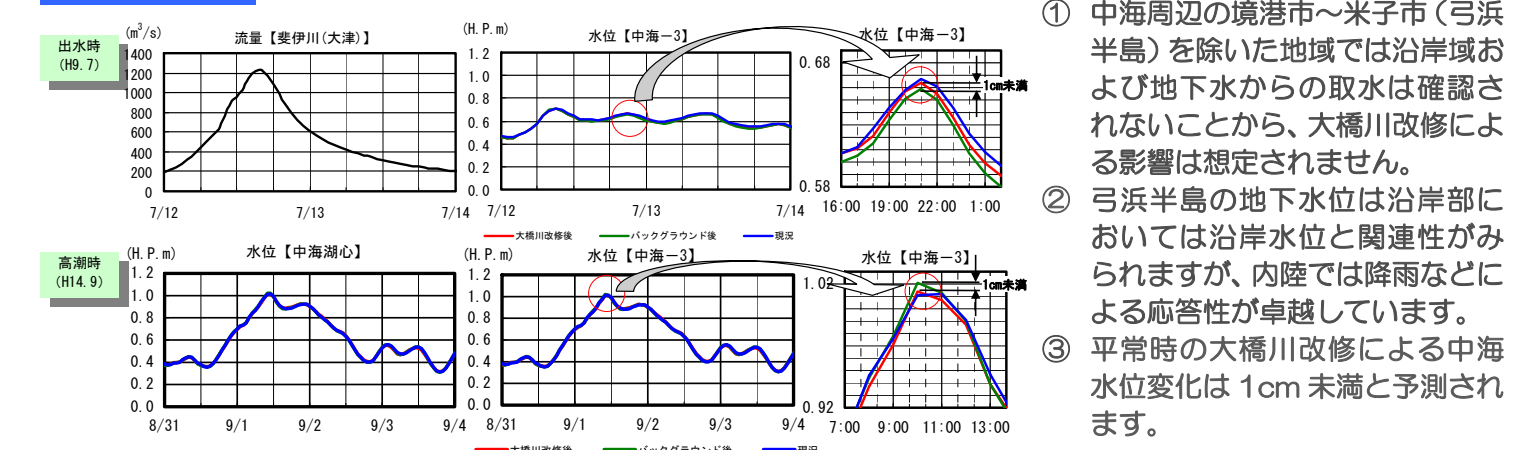 出水時
(H9.7)
(m³/s)
流量【斐伊川(大津)】
1400
1200
1000
800
600
400
200
0
7/12
7/13
7/14
(H.P.m)
水位【中海−3】
1.2
1.0
0.8
0.6
0.4
0.2
0.0
7/12
7/13
7/14
水位【中海−3】
0.68
1cm未満
0.58
16:00 19:00 22:00 1:00
大橋川改修後 バックグラウンド後 現況
高潮時
(H14.9)
(H.P.m)
水位【中海湖心】
1.2
1.0
0.8
0.6
0.4
0.2
0.0
8/31
9/1
9/2
9/3
9/4
(H.P.m)
水位【中海−3】
1.2
1.0
0.8
0.6
0.4
0.2
0.0
8/31
9/1
9/2
9/3
9/4
水位【中海−3】
1.02
1cm未満
0.92
7:00 9:00 11:00 13:00
大橋川改修後 バックグラウンド後 現況
① 中海周辺の境港市～米子市（弓浜
半島）を除いた地域では沿岸域お
よび地下水からの取水は確認さ
れないことから、大橋川改修によ
る影響は想定されません。
② 弓浜半島の地下水位は沿岸部に
おいては沿岸水位と関連性がみ
られますが、内陸では降雨などに
よる応答性が卓越しています。
③ 平常時の大橋川改修による中海
水位変化は 1cm 未満と予測され
ます。